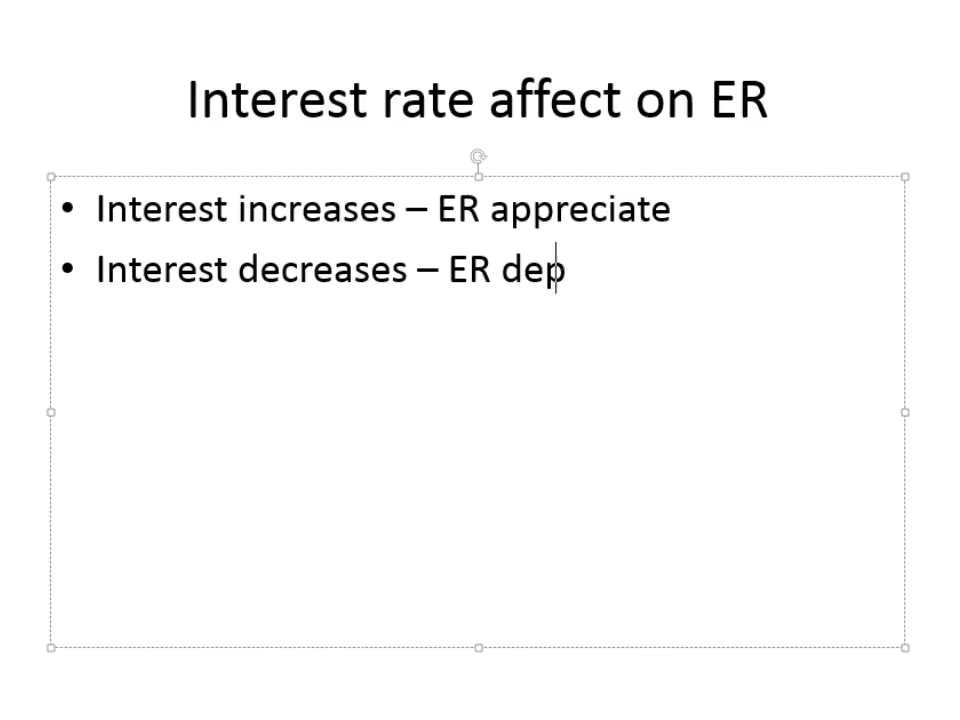 Interest rate affect on ER
• Interest increases – ER appreciate
• Interest decreases – ER dep